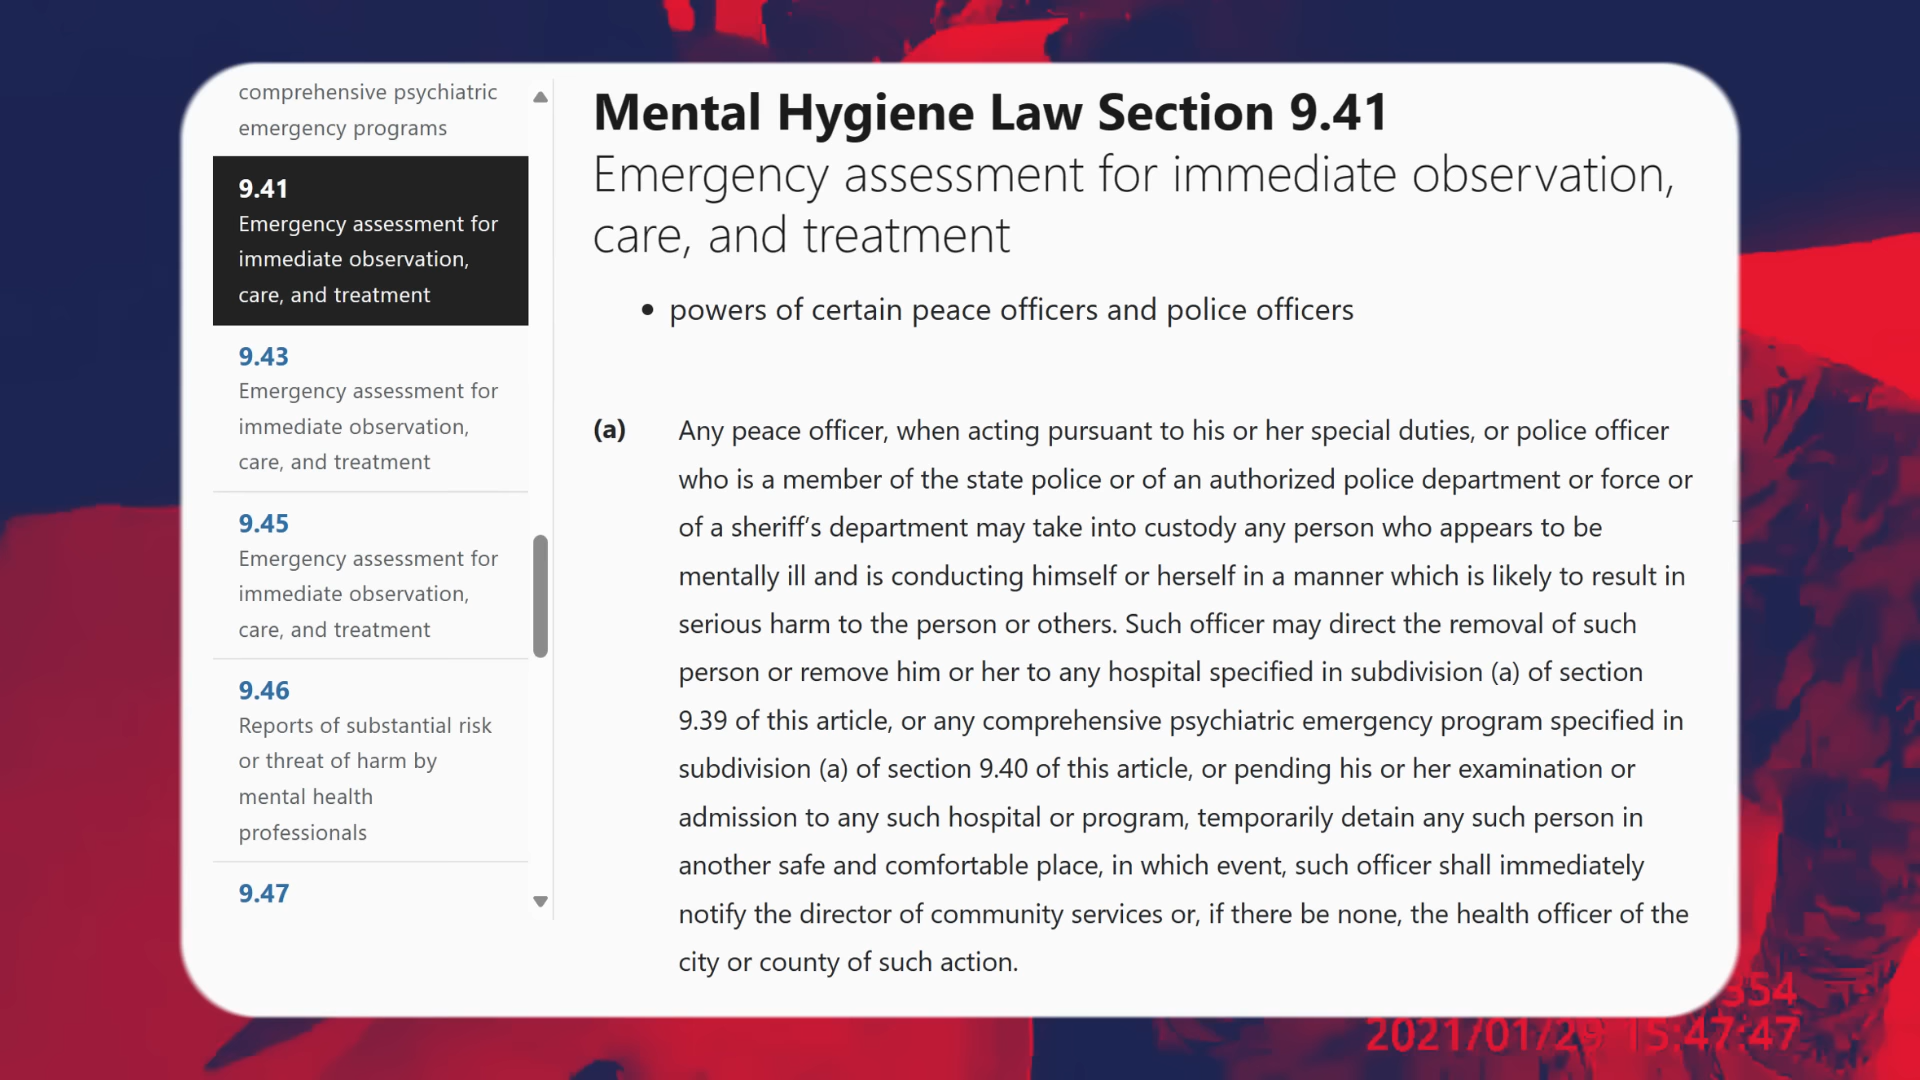 comprehensive psychiatric
emergency programs
9.41
Emergency assessment for
immediate observation,
care, and treatment
9.43
Emergency assessment for
immediate observation,
care, and treatment
9.45
Emergency assessment for
immediate observation,
care, and treatment
9.46
Reports of substantial risk
or threat of harm by
mental health
professionals
9.47
Mental Hygiene Law Section 9.41
Emergency assessment for immediate observation,
care, and treatment
• powers of certain peace officers and police officers
(a) Any peace officer, when acting pursuant to his or her special duties, or police officer
who is a member of the state police or of an authorized police department or force or
of a sheriff’s department may take into custody any person who appears to be
mentally ill and is conducting himself or herself in a manner which is likely to result in
serious harm to the person or others. Such officer may direct the removal of such
person or remove him or her to any hospital specified in subdivision (a) of section
9.39 of this article, or any comprehensive psychiatric emergency program specified in
subdivision (a) of section 9.40 of this article, or pending his or her examination or
admission to any such hospital or program, temporarily detain any such person in
another safe and comfortable place, in which event, such officer shall immediately
notify the director of community services or, if there be none, the health officer of the
city or county of such action.
354
2021/01/29 15:47:47